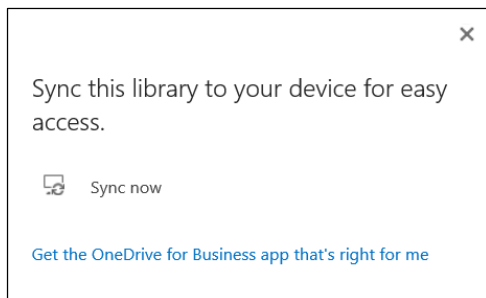 Sync this library to your device for easy
access.
Sync now
Get the OneDrive for Business app that's right for me